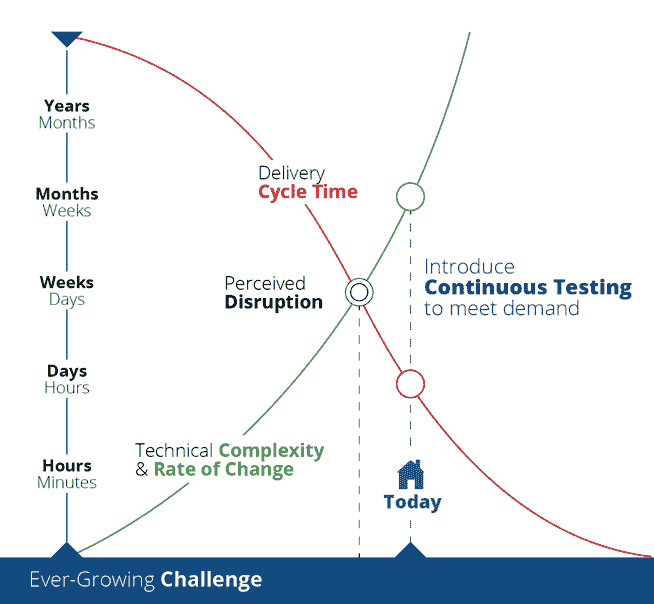 Years
Months
Months
Weeks
Weeks
Days
Days
Hours
Hours
Minutes
Delivery
Cycle Time
Perceived
Disruption
Introduce
Continuous Testing
to meet demand
Technical Complexity
& Rate of Change
Today
Ever-Growing Challenge